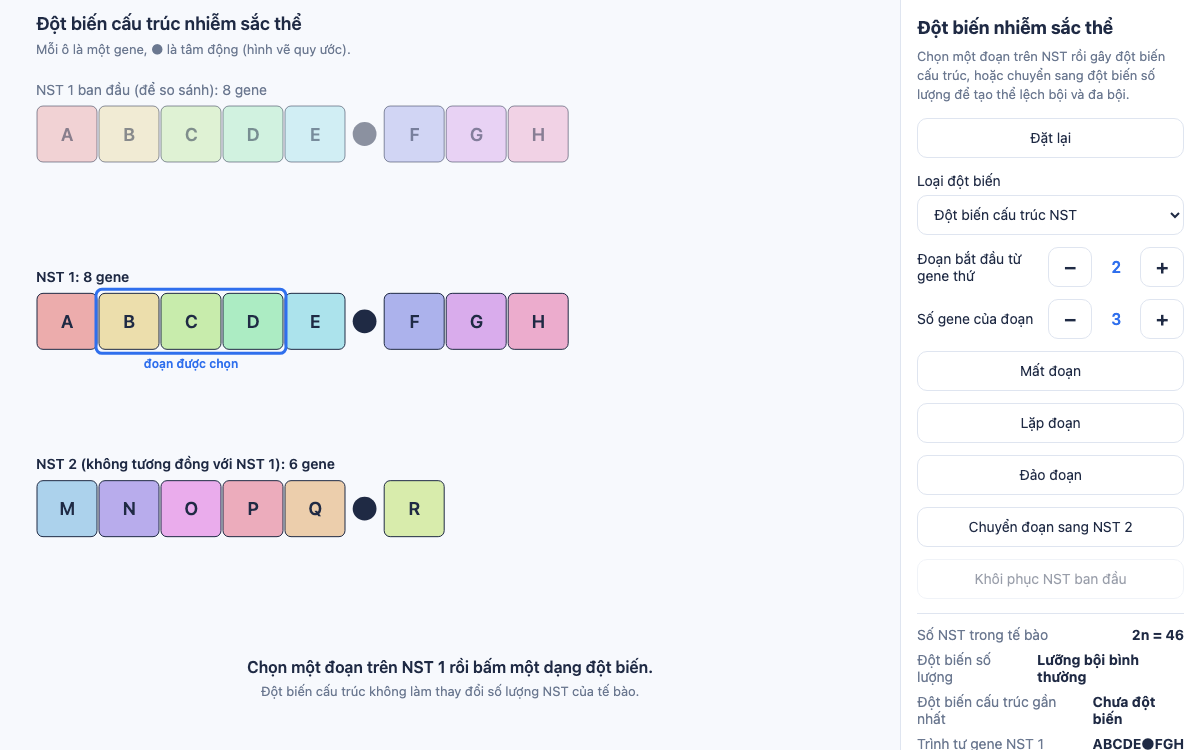 Đột biến cấu trúc nhiễm sắc thể
Mỗi ô là một gene, ● là tâm động (hình vẽ quy ước).
NST 1 ban đầu (để so sánh): 8 gene
A B C D E F G H
NST 1: 8 gene
A B C D E F G H
đoạn được chọn
NST 2 (không tương đồng với NST 1): 6 gene
M N O P Q R
Chọn một đoạn trên NST 1 rồi bấm một dạng đột biến.
Đột biến cấu trúc không làm thay đổi số lượng NST của tế bào.
Đột biến nhiễm sắc thể
Chọn một đoạn trên NST rồi gây đột biến
cấu trúc, hoặc chuyển sang đột biến số
lượng để tạo thể lệch bội và đa bội.
Đặt lại
Loại đột biến
Đột biến cấu trúc NST
Đoạn bắt đầu từ
gene thứ
− 2 +
Số gene của đoạn − 3 +
Mất đoạn
Lặp đoạn
Đảo đoạn
Chuyển đoạn sang NST 2
Khôi phục NST ban đầu
Số NST trong tế bào 2n = 46
Đột biến số
lượng
Lưỡng bội bình
thường
Đột biến cấu trúc gần
nhất
Chưa đột
biến
Trình tự gene NST 1 ABCDE●FGH